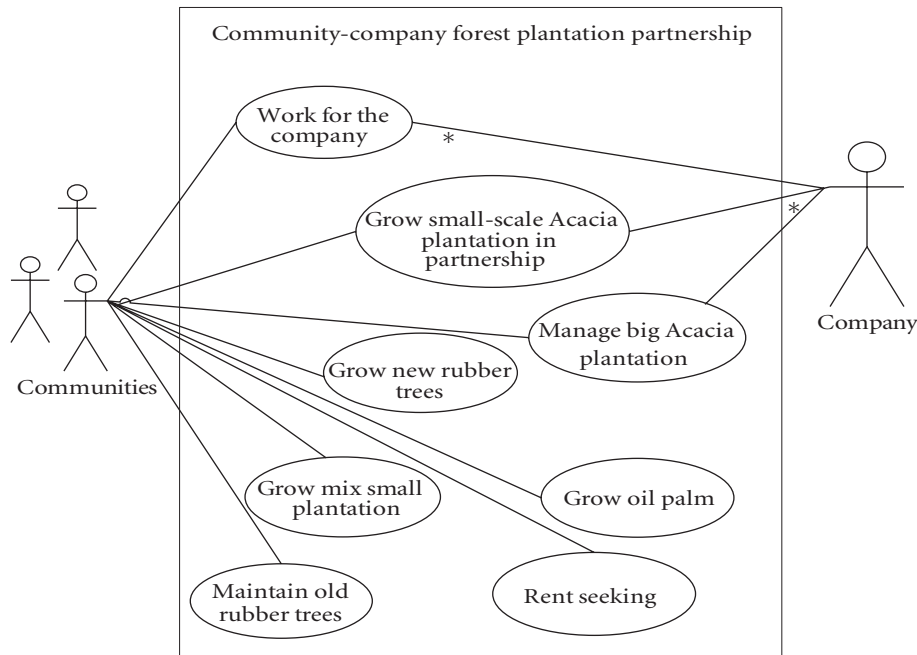 Community-company forest plantation partnership
Work for the
company
*
Grow small-scale Acacia
plantation in
partnership
*
Company
Manage big Acacia
plantation
Communities
Grow new rubber
trees
Grow mix small
plantation
Grow oil palm
Maintain old
rubber trees
Rent seeking